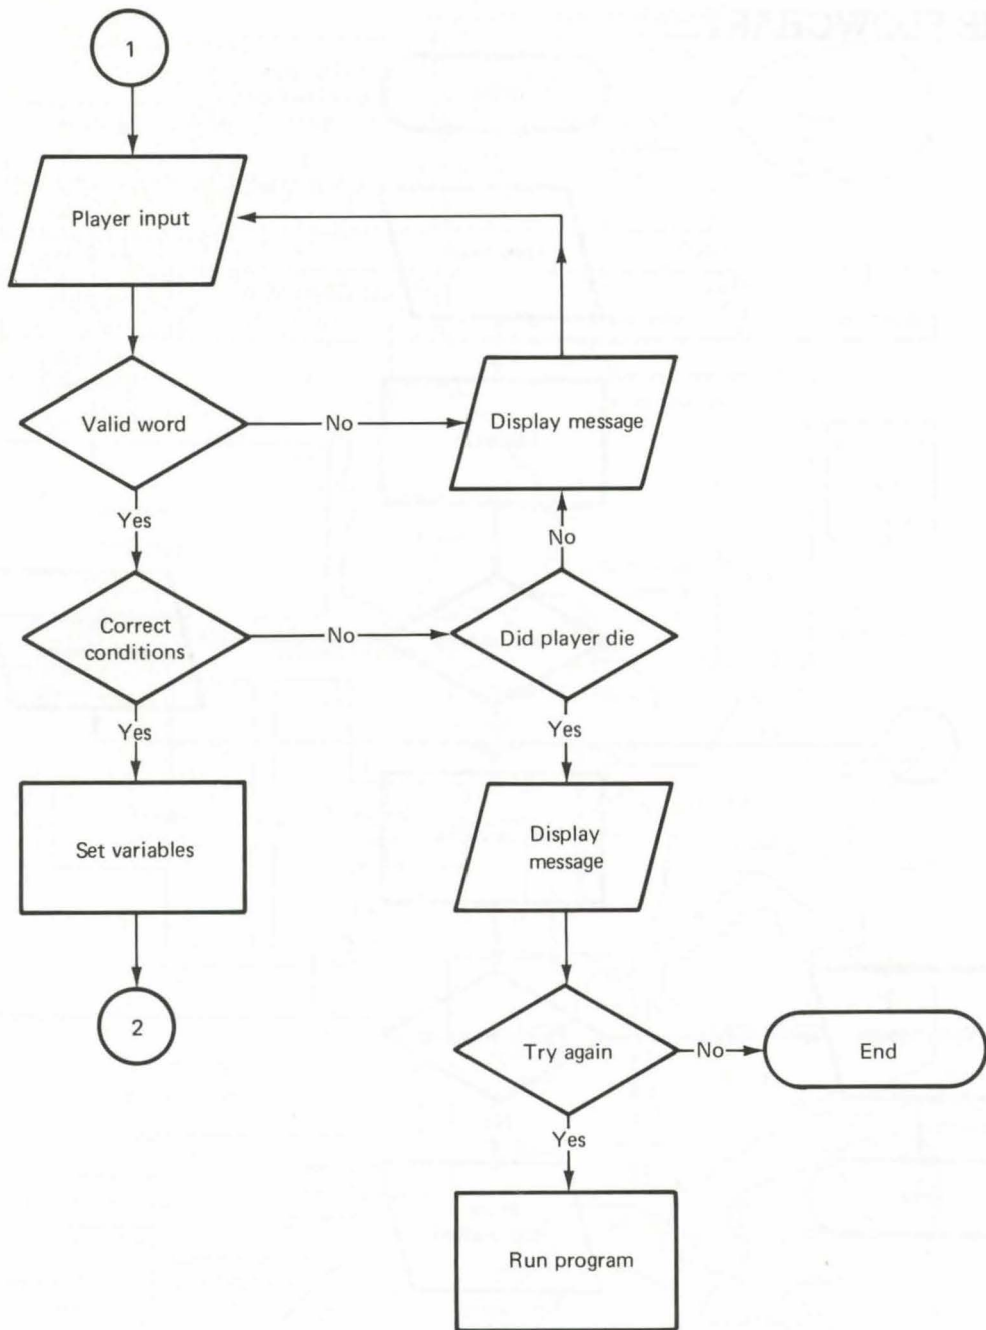 1
Player input
Valid word
No
Display message
Yes
No
Correct
conditions
No
Did player die
Yes
Yes
Set variables
Display
message
2
Try again
No
End
Yes
Run program